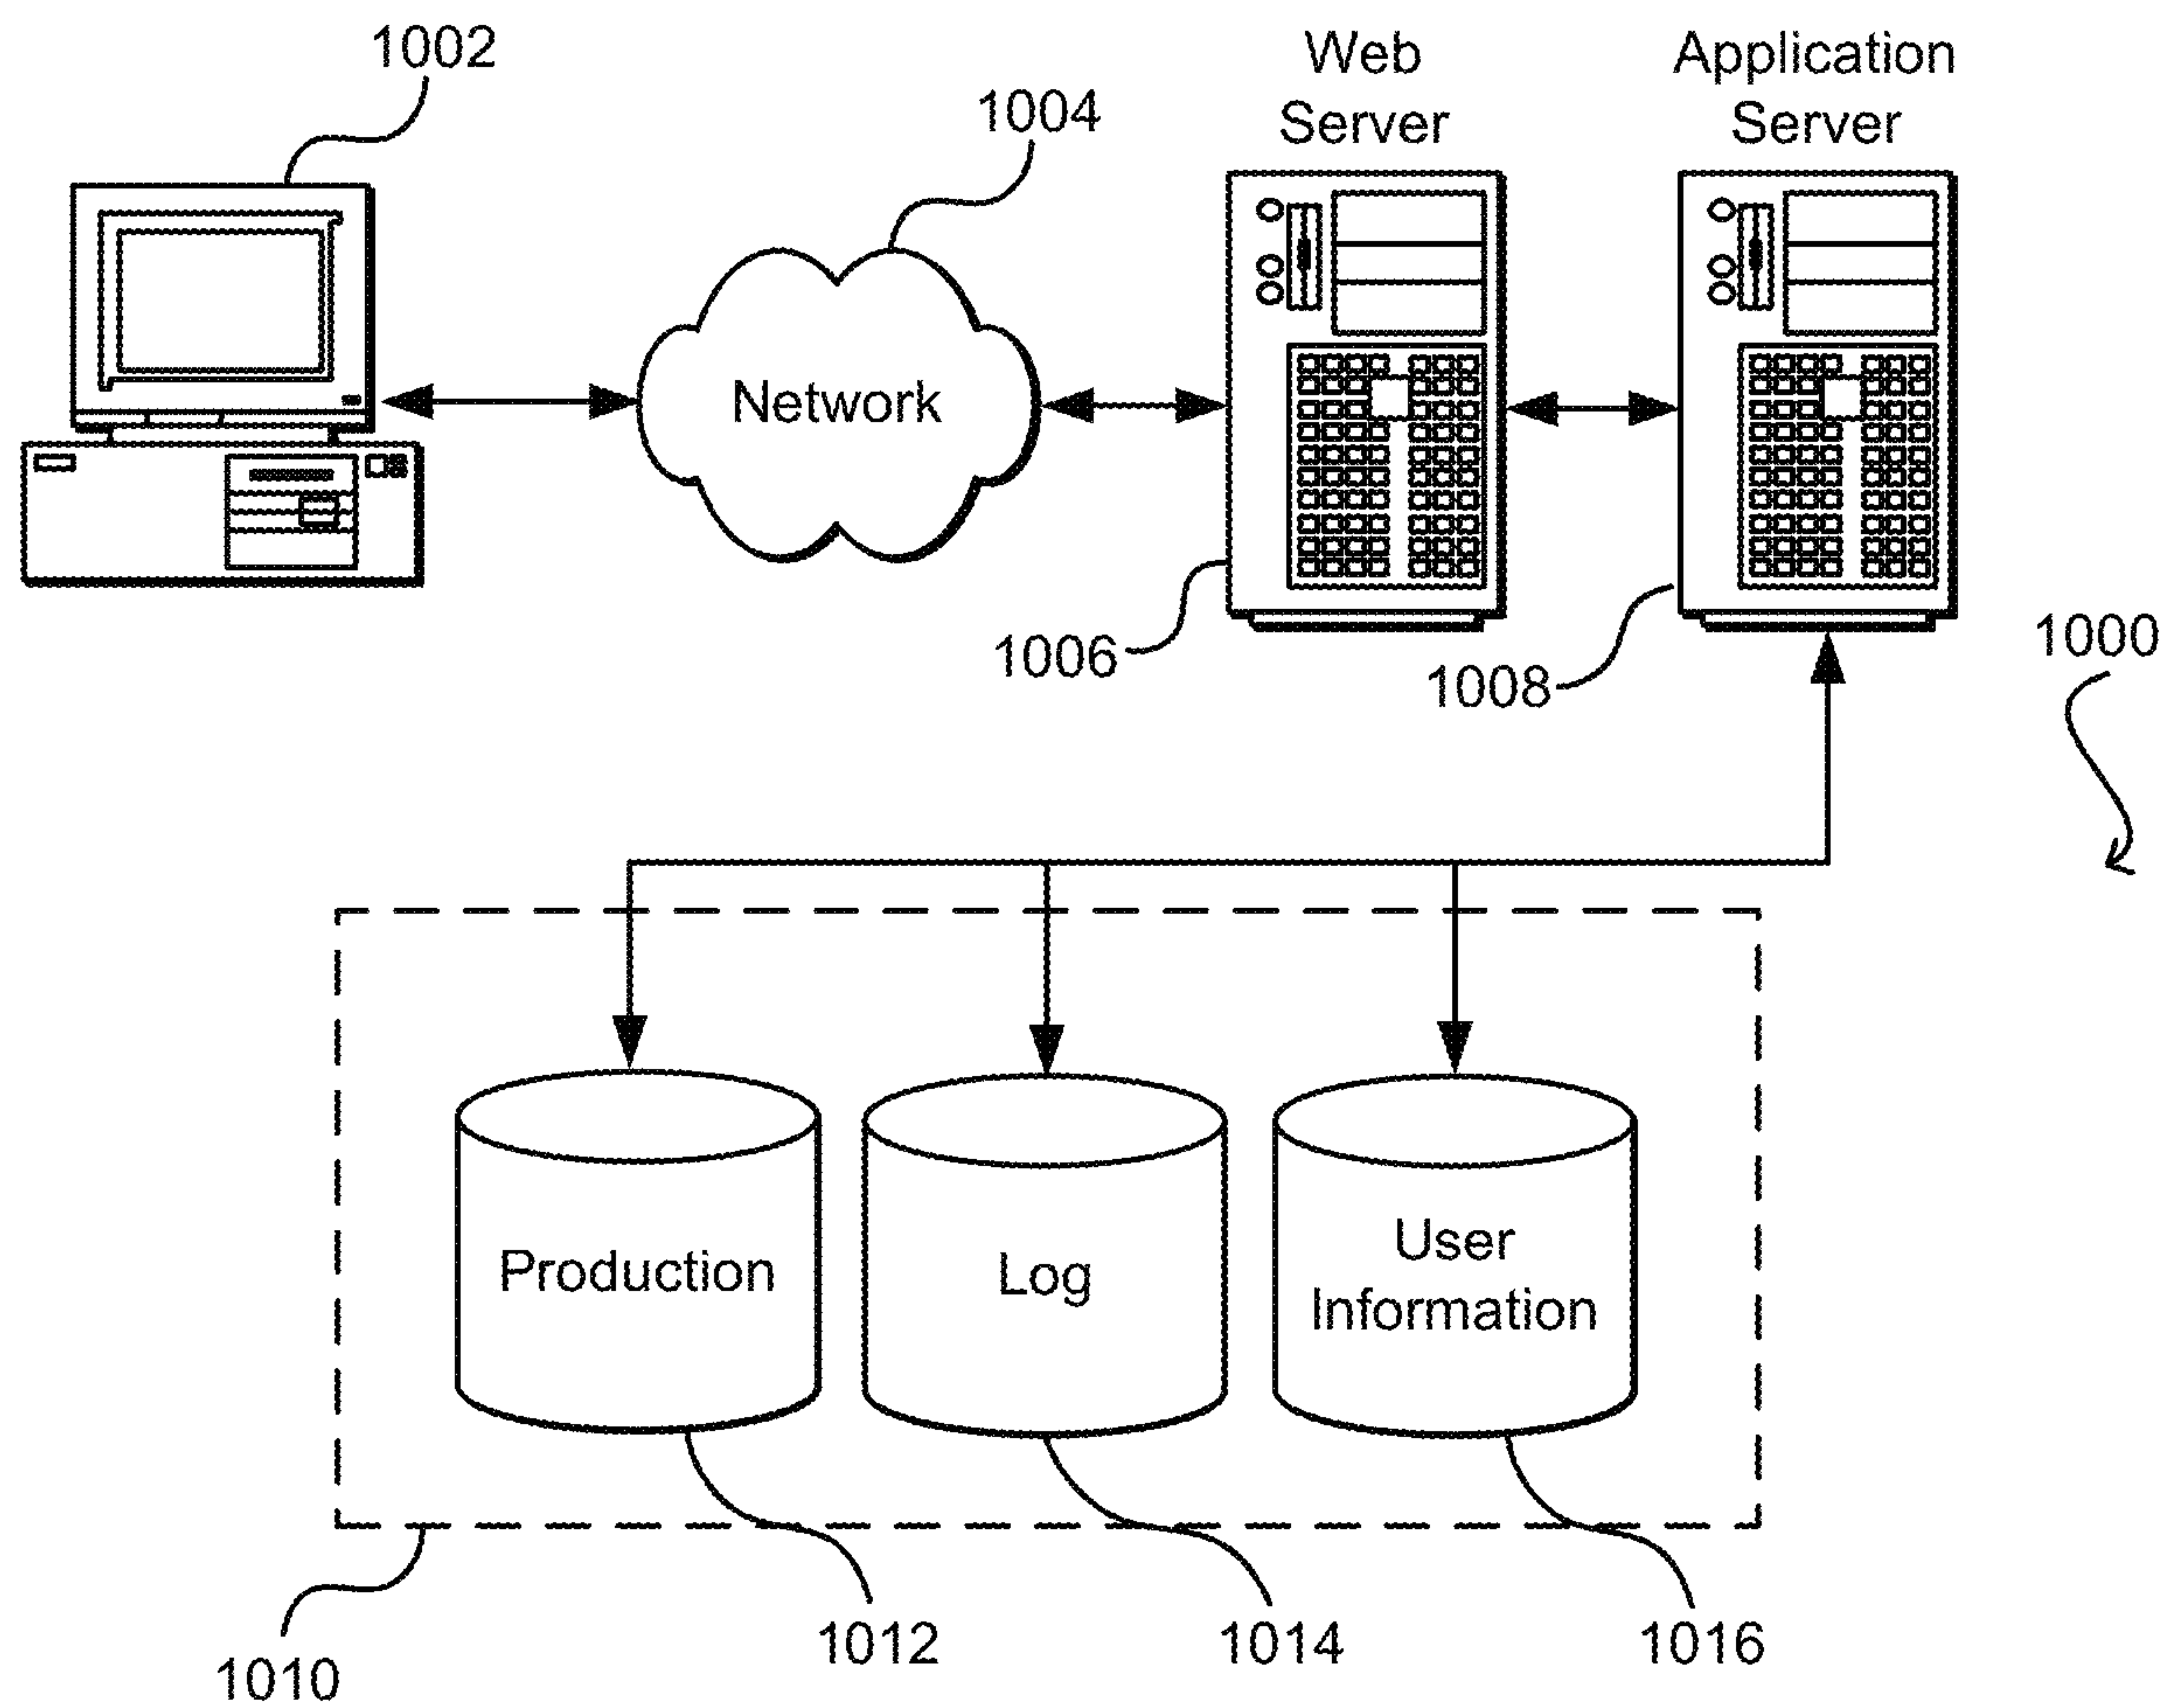 1002
1004
Web
Server
Application
Server
Network
1006
1008
1000
Production
Log
User
Information
1010
1012
1014
1016